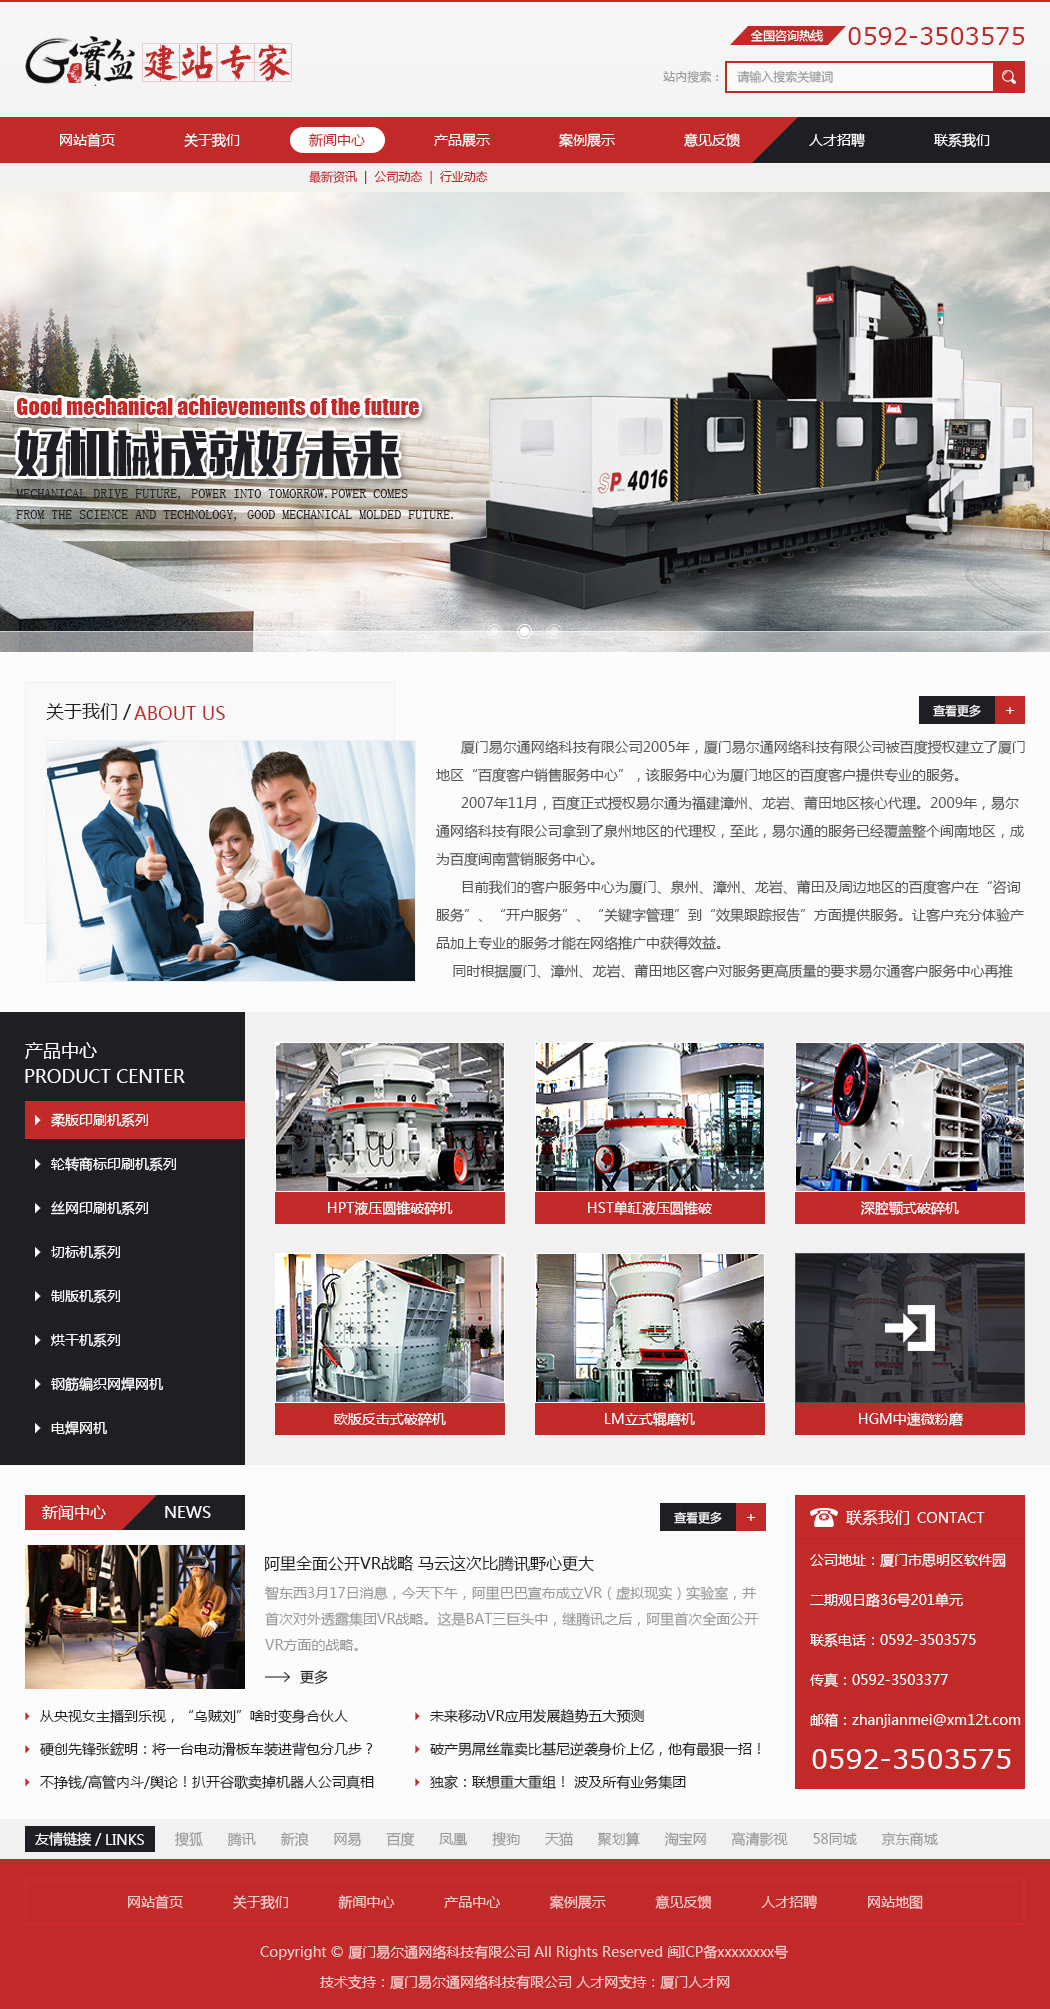 G寶盆
建站专家
全国咨询热线 0592-3503575
站内搜索： 请输入搜索关键词
网站首页 关于我们 新闻中心 产品展示 案例展示 意见反馈 人才招聘 联系我们
最新资讯 | 公司动态 | 行业动态
Good mechanical achievements of the future
好机械成就好未来
MECHANICAL DRIVE FUTURE, POWER INTO TOMORROW.POWER COMES
FROM THE SCIENCE AND TECHNOLOGY, GOOD MECHANICAL MOLDED FUTURE.
SP 4016
关于我们 / ABOUT US
查看更多 +
厦门易尔通网络科技有限公司2005年，厦门易尔通网络科技有限公司被百度授权建立了厦门
地区“百度客户销售服务中心”，该服务中心为厦门地区的百度客户提供专业的服务。
2007年11月，百度正式授权易尔通为福建漳州、龙岩、莆田地区核心代理。2009年，易尔
通网络科技有限公司拿到了泉州地区的代理权，至此，易尔通的服务已经覆盖整个闽南地区，成
为百度闽南营销服务中心。
目前我们的客户服务中心为厦门、泉州、漳州、龙岩、莆田及周边地区的百度客户在“咨询
服务”、“开户服务”、“关键字管理”到“效果跟踪报告”方面提供服务。让客户充分体验产
品加上专业的服务才能在网络推广中获得效益。
同时根据厦门、漳州、龙岩、莆田地区客户对服务更高质量的要求易尔通客户服务中心再推
产品中心
PRODUCT CENTER
柔版印刷机系列
轮转商标印刷机系列
丝网印刷机系列
切标机系列
制版机系列
烘干机系列
钢筋编织网焊网机
电焊网机
HPT液压圆锥破碎机 HST单缸液压圆锥破 深腔颚式破碎机
欧版反击式破碎机 LM立式辊磨机 HGM中速微粉磨
新闻中心 NEWS
查看更多 +
阿里全面公开VR战略 马云这次比腾讯野心更大
智东西3月17日消息，今天下午，阿里巴巴宣布成立VR（虚拟现实）实验室，并
首次对外透露集团VR战略。这是BAT三巨头中，继腾讯之后，阿里首次全面公开
VR方面的战略。
更多
从央视女主播到乐视，“乌贼刘”啥时变身合伙人
未来移动VR应用发展趋势五大预测
硬创先锋张鋐明：将一台电动滑板车装进背包分几步？
破产男屌丝靠卖比基尼逆袭身价上亿，他有最狠一招！
不挣钱/高管内斗/舆论！扒开谷歌卖掉机器人公司真相
独家：联想重大重组！ 波及所有业务集团
联系我们 CONTACT
公司地址：厦门市思明区软件园
二期观日路36号201单元
联系电话：0592-3503575
传真：0592-3503377
邮箱：zhanjianmei@xm12t.com
0592-3503575
友情链接 / LINKS 搜狐 腾讯 新浪 网易 百度 凤凰 搜狗 天猫 聚划算 淘宝网 高清影视 58同城 京东商城
网站首页 关于我们 新闻中心 产品中心 案例展示 意见反馈 人才招聘 网站地图
Copyright © 厦门易尔通网络科技有限公司 All Rights Reserved 闽ICP备xxxxxxxx号
技术支持：厦门易尔通网络科技有限公司 人才网支持：厦门人才网